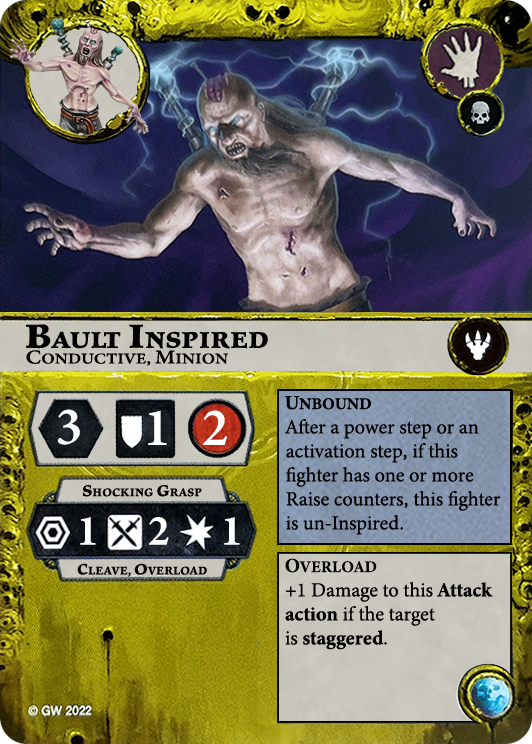 Bault Inspired
Conductive, Minion
3 1 2
Shocking Grasp
1 2 1
Cleave, Overload
Unbound
After a power step or an
activation step, if this
fighter has one or more
Raise counters, this fighter
is un-Inspired.
Overload
+1 Damage to this Attack
action if the target
is staggered.
© GW 2022